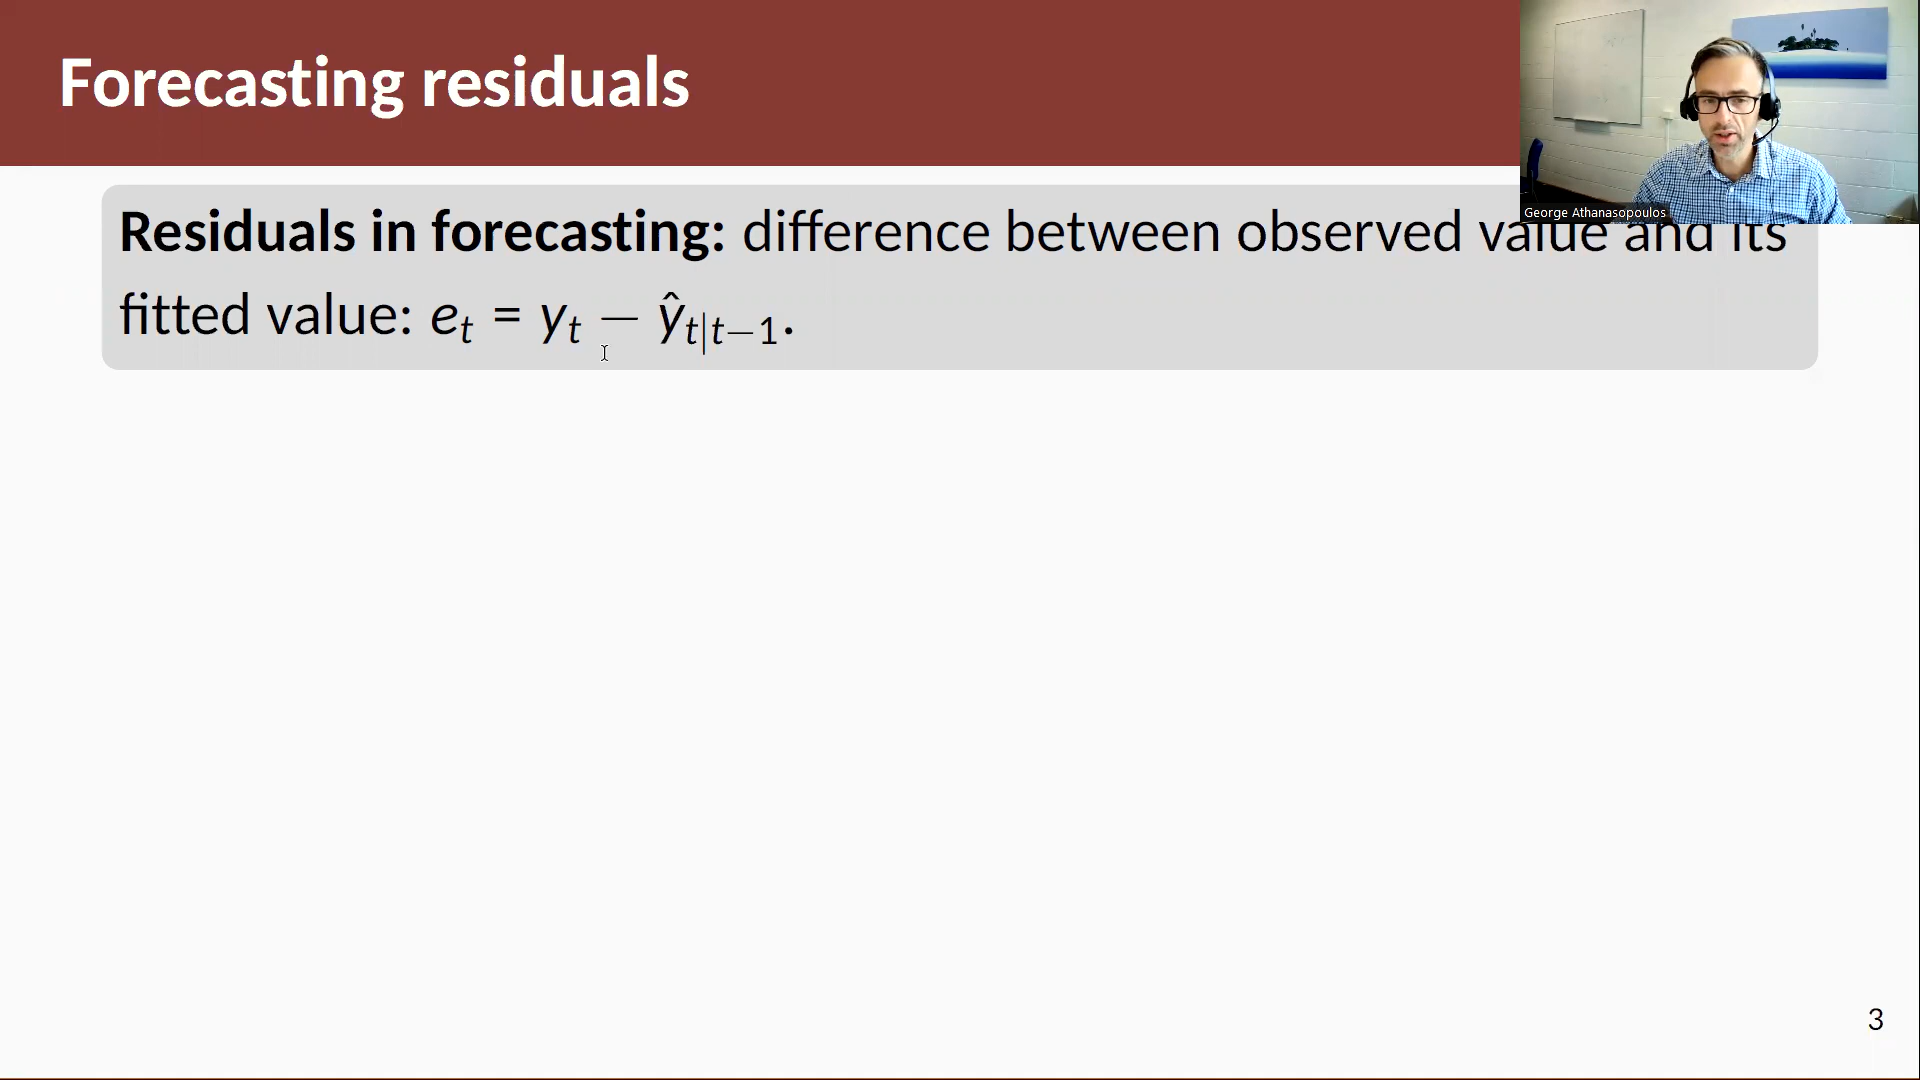 Forecasting residuals
George Athanasopoulos
Residuals in forecasting: difference between observed value and its
fitted value: e_t = y_t − ŷ_{t|t−1}.
3